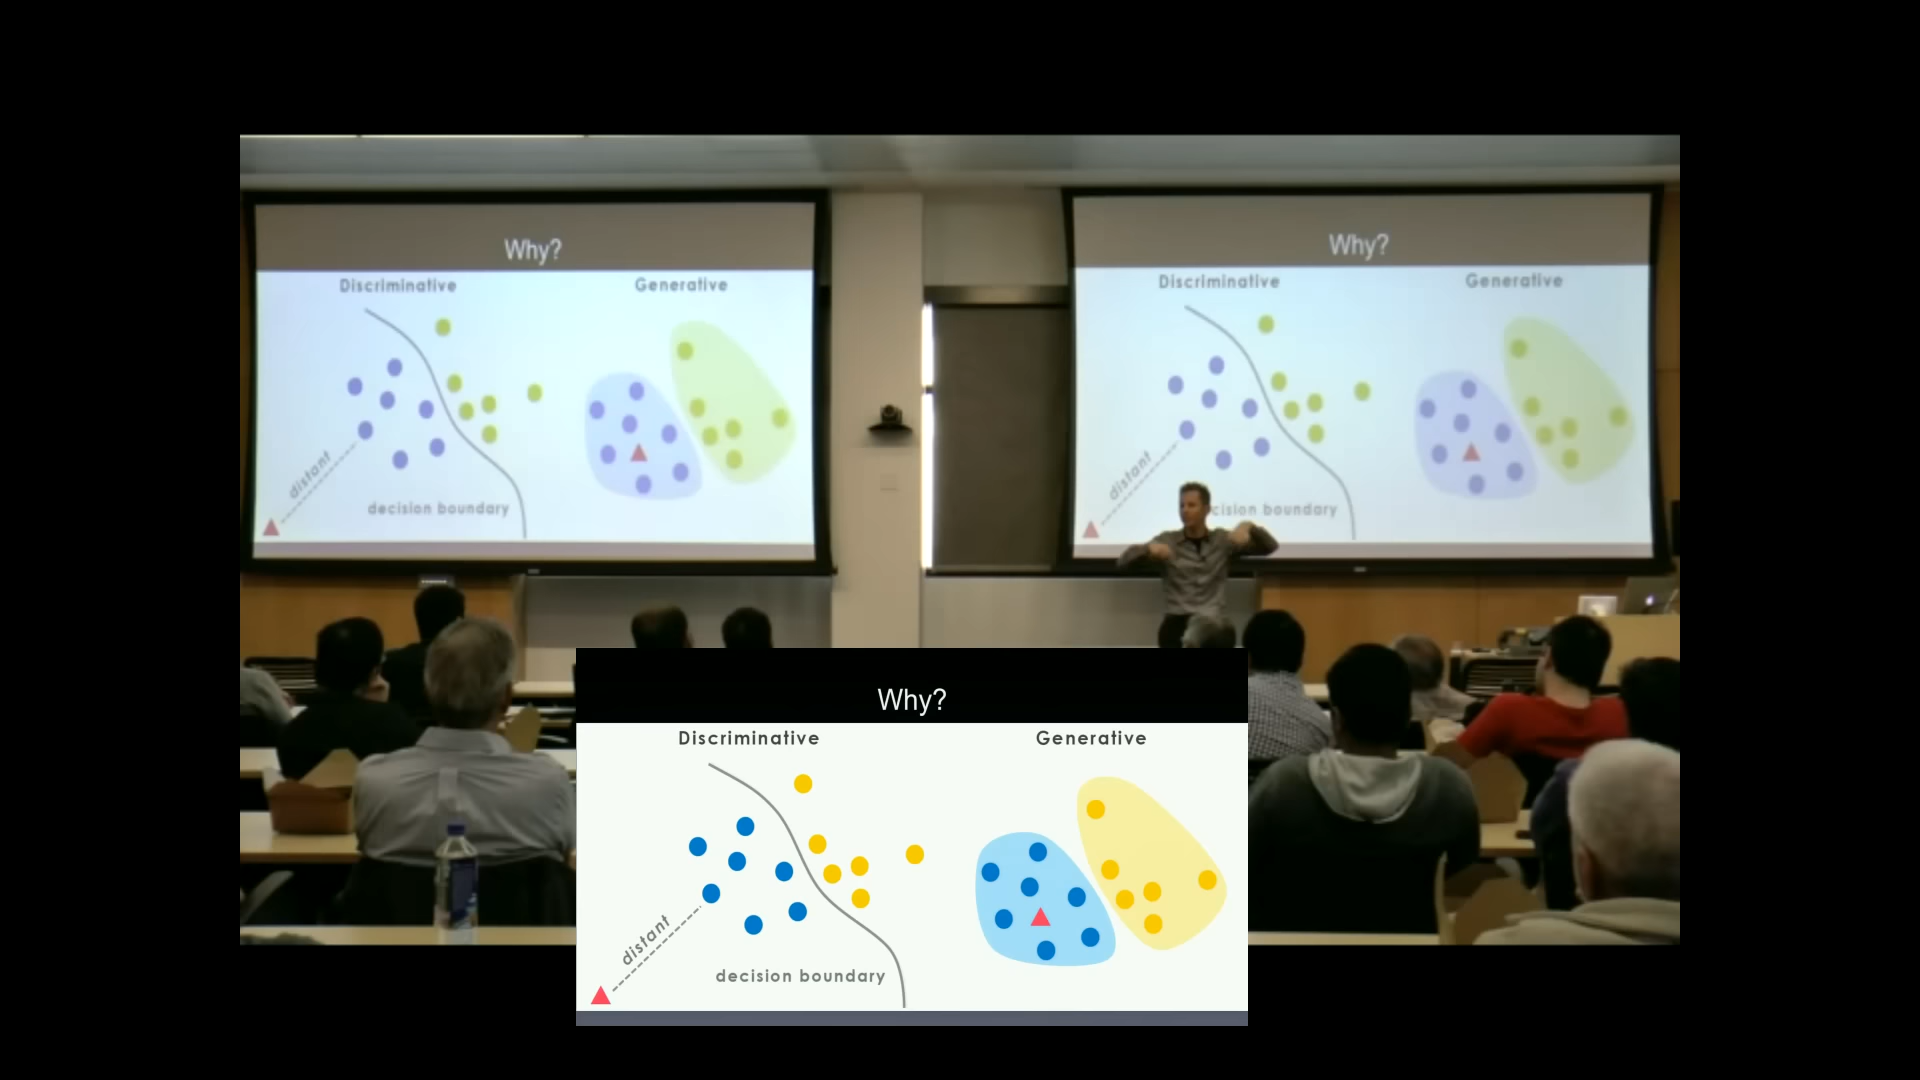 Why?
Discriminative Generative
distant
decision boundary
Why?
Discriminative Generative
distant
cision boundary
Why?
Discriminative Generative
distant
decision boundary